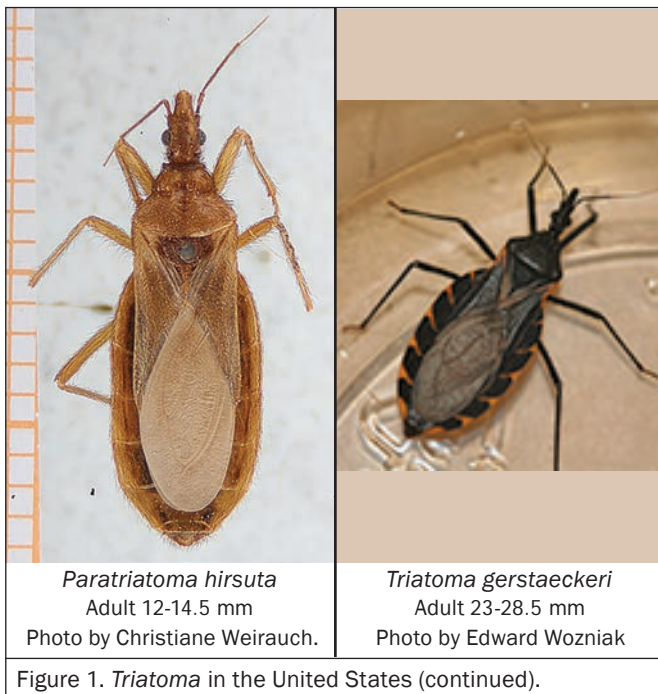 Paratriatoma hirsuta
Adult 12-14.5 mm
Photo by Christiane Weirauch.
Triatoma gerstaeckeri
Adult 23-28.5 mm
Photo by Edward Wozniak
Figure 1. Triatoma in the United States (continued).